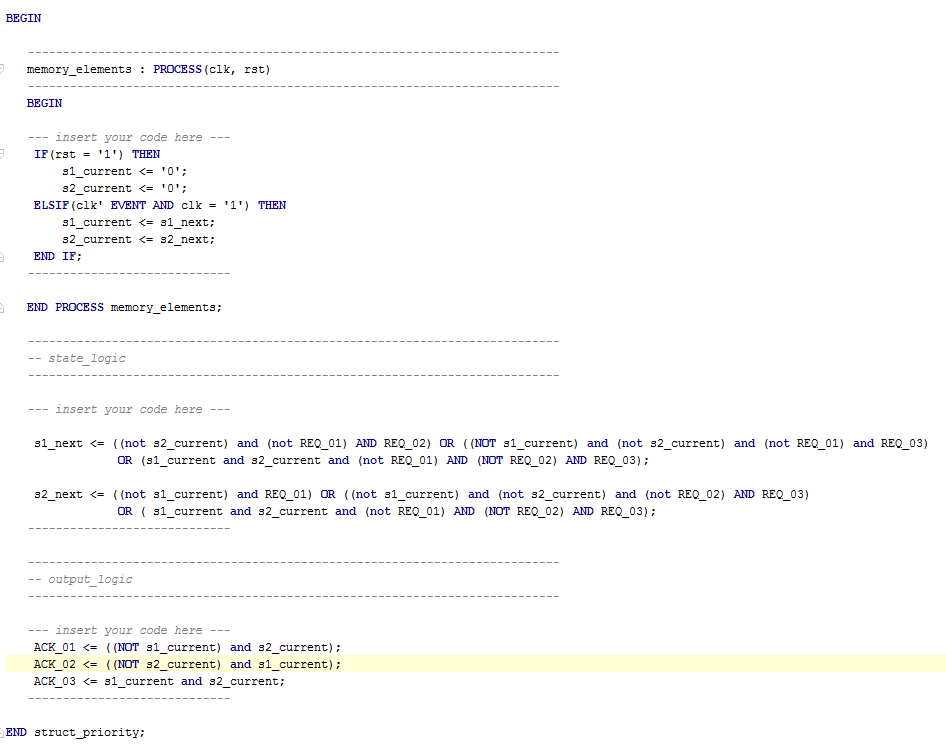 BEGIN
----------------------------------------------------------------------------
memory_elements : PROCESS(clk, rst)
----------------------------------------------------------------------------
BEGIN
--- insert your code here ---
IF(rst = '1') THEN
s1_current <= '0';
s2_current <= '0';
ELSIF(clk' EVENT AND clk = '1') THEN
s1_current <= s1_next;
s2_current <= s2_next;
END IF;
-----------------------------
END PROCESS memory_elements;
----------------------------------------------------------------------------
-- state_logic
----------------------------------------------------------------------------
--- insert your code here ---
s1_next <= ((not s2_current) and (not REQ_01) AND REQ_02) OR ((NOT s1_current) and (not s2_current) and (not REQ_01) and REQ_03)
OR (s1_current and s2_current and (not REQ_01) AND (NOT REQ_02) AND REQ_03);
s2_next <= ((not s1_current) and REQ_01) OR ((not s1_current) and (not s2_current) and (not REQ_02) AND REQ_03)
OR ( s1_current and s2_current and (not REQ_01) AND (NOT REQ_02) AND REQ_03);
-----------------------------
----------------------------------------------------------------------------
-- output_logic
----------------------------------------------------------------------------
--- insert your code here ---
ACK_01 <= ((NOT s1_current) and s2_current);
ACK_02 <= ((NOT s2_current) and s1_current);
ACK_03 <= s1_current and s2_current;
-----------------------------
END struct_priority;